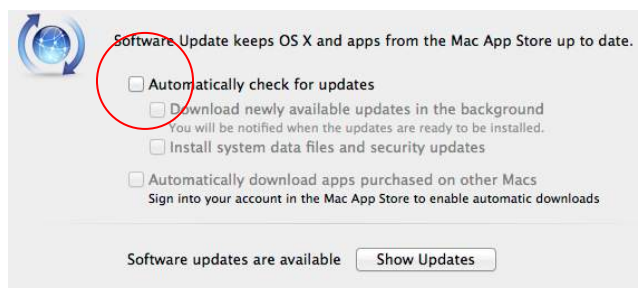 Software Update keeps OS X and apps from the Mac App Store up to date.
Automatically check for updates
Download newly available updates in the background
You will be notified when the updates are ready to be installed.
Install system data files and security updates
Automatically download apps purchased on other Macs
Sign into your account in the Mac App Store to enable automatic downloads
Software updates are available Show Updates